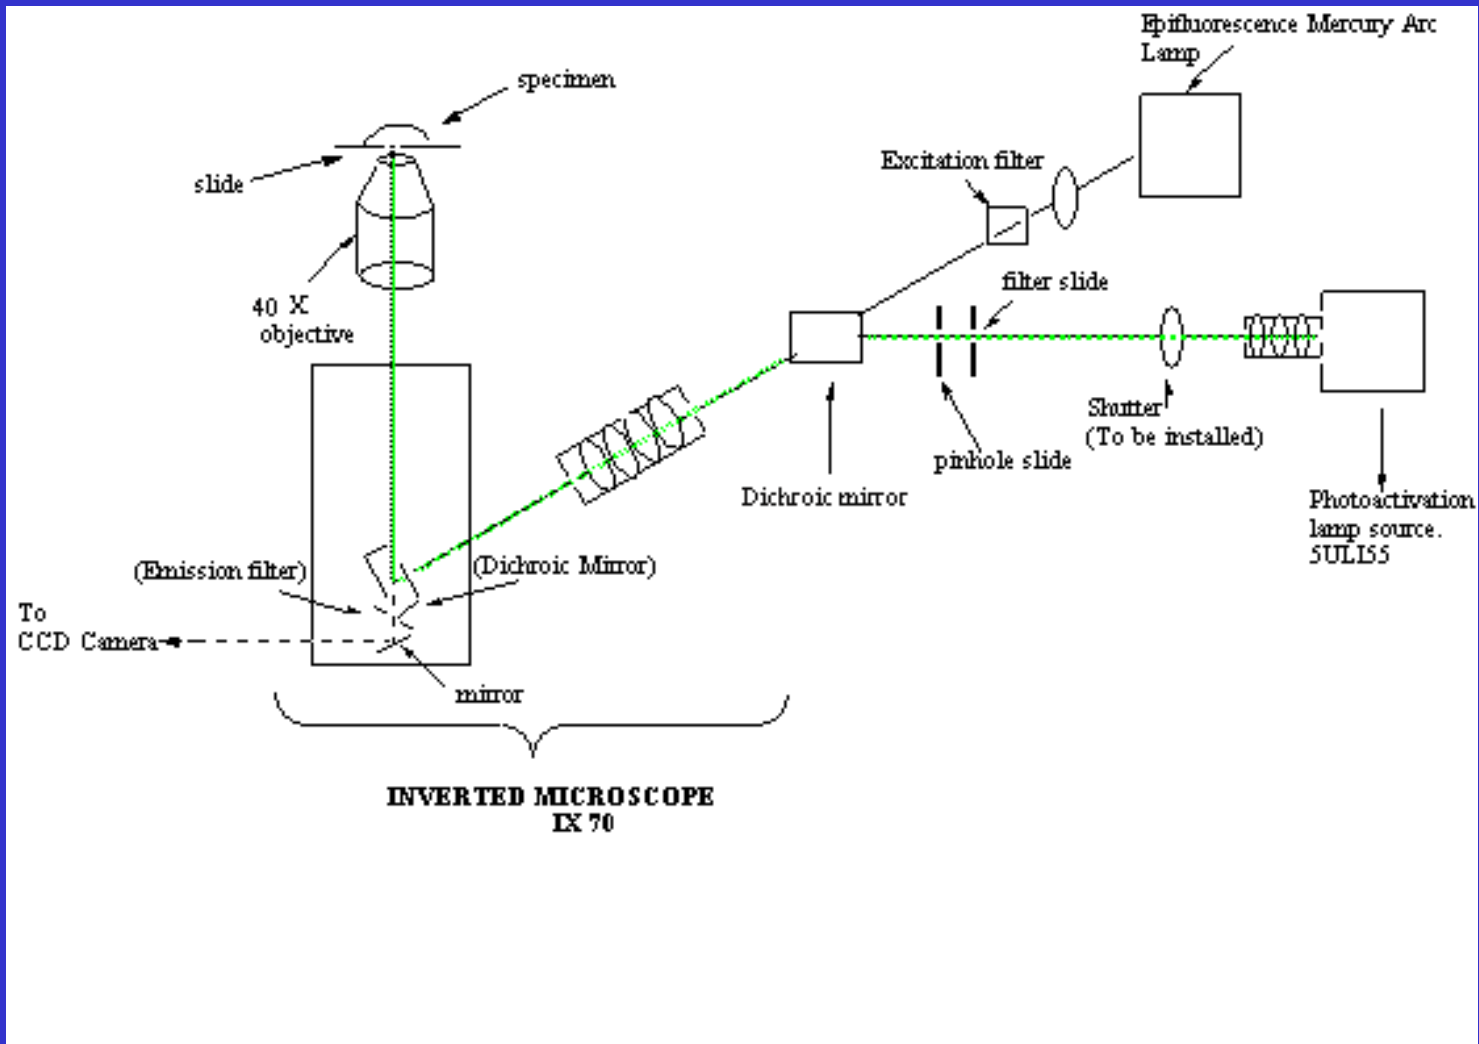 Epifluorescence Mercury Arc
Lamp
specimen
Excitation filter
slide
filter slide
40 X
objective
Shutter
(To be installed)
pinhole slide
Dichroic mirror
Photoactivation
lamp source.
5ULI55
(Emission filter)
(Dichroic Mirror)
To
CCD Camera
mirror
INVERTED MICROSCOPE
IX 70